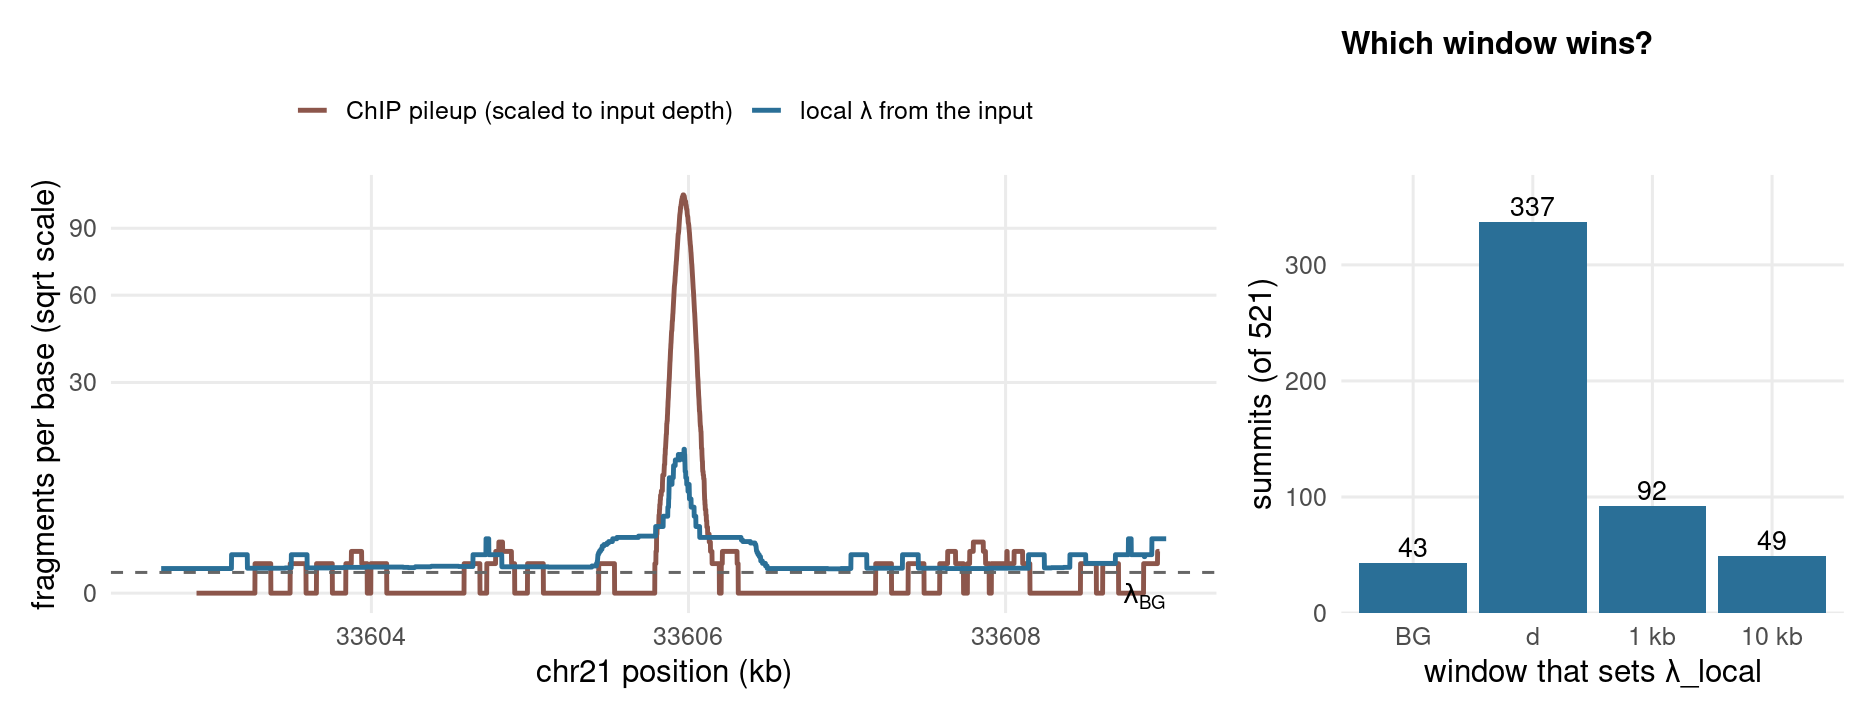 Which window wins?
ChIP pileup (scaled to input depth)
local λ from the input
fragments per base (sqrt scale)
90
60
30
0
λBG
33604
33606
33608
chr21 position (kb)
summits (of 521)
300
200
100
0
43
337
92
49
BG
d
1 kb
10 kb
window that sets λ_local